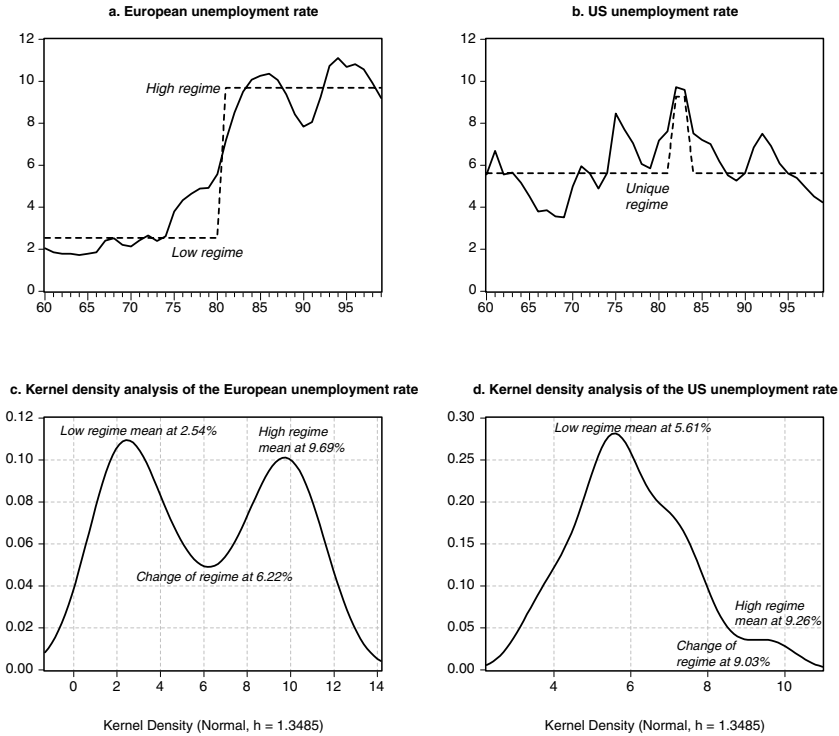 a. European unemployment rate
12
10
8
6
4
2
0
High regime
Low regime
60 65 70 75 80 85 90 95
b. US unemployment rate
12
10
8
6
4
2
0
Unique
regime
60 65 70 75 80 85 90 95
c. Kernel density analysis of the European unemployment rate
0.12
0.10
0.08
0.06
0.04
0.02
0.00
Low regime mean at 2.54%
High regime
mean at 9.69%
Change of regime at 6.22%
0 2 4 6 8 10 12 14
Kernel Density (Normal, h = 1.3485)
d. Kernel density analysis of the US unemployment rate
0.30
0.25
0.20
0.15
0.10
0.05
0.00
Low regime mean at 5.61%
High regime
mean at 9.26%
Change of
regime at 9.03%
4 6 8 10
Kernel Density (Normal, h = 1.3485)